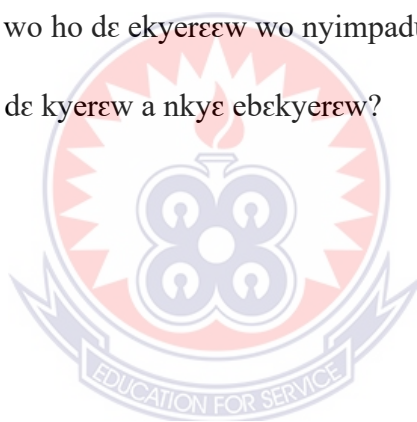 wo ho dɛ ekyerɛɛw wo nyimpadu
dɛ kyerɛw a nkyɛ ebɛkyerɛw?
EDUCATION FOR SERVICE